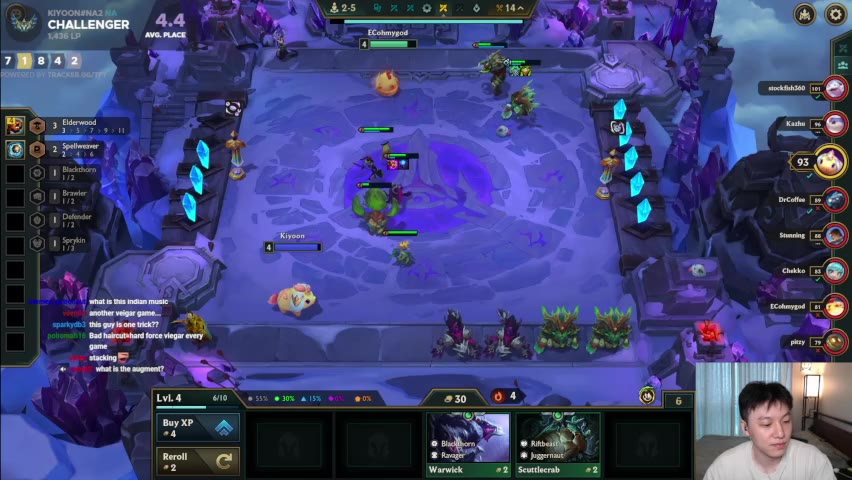 KIYOON#NA2 NA
CHALLENGER
1,436 LP
4.4
AVG. PLACE
7 1 8 4 2
POWERED BY TRACKER.GG/TFT
2-5
14
ECohmygod
4
3 Elderwood
3 > 5 > 7 > 9 > 11
2 Spellweaver
2 > 4 > 6
1 Blackthorn
1 / 2
1 Brawler
1 / 2
1 Defender
1 / 2
1 Sprykin
stockfish360 101
Kazhu 96
93
DrCoffee 89
Stunning 88
Chekko 83
ECohmygod 81
pitzy 79
Kiyoon
4
what is this indian music
another veigar game...
sparkydb3 this guy is one trick??
Bad haircut+hard force viegar every
game
stacking
what is the augment?
Lvl. 4 6/10
55% 30% 15% 0% 0%
30
4
6
Buy XP
4
Reroll
2
Blackthorn
Ravager
Warwick 2
Riftbeast
Juggernaut
Scuttlecrab 2